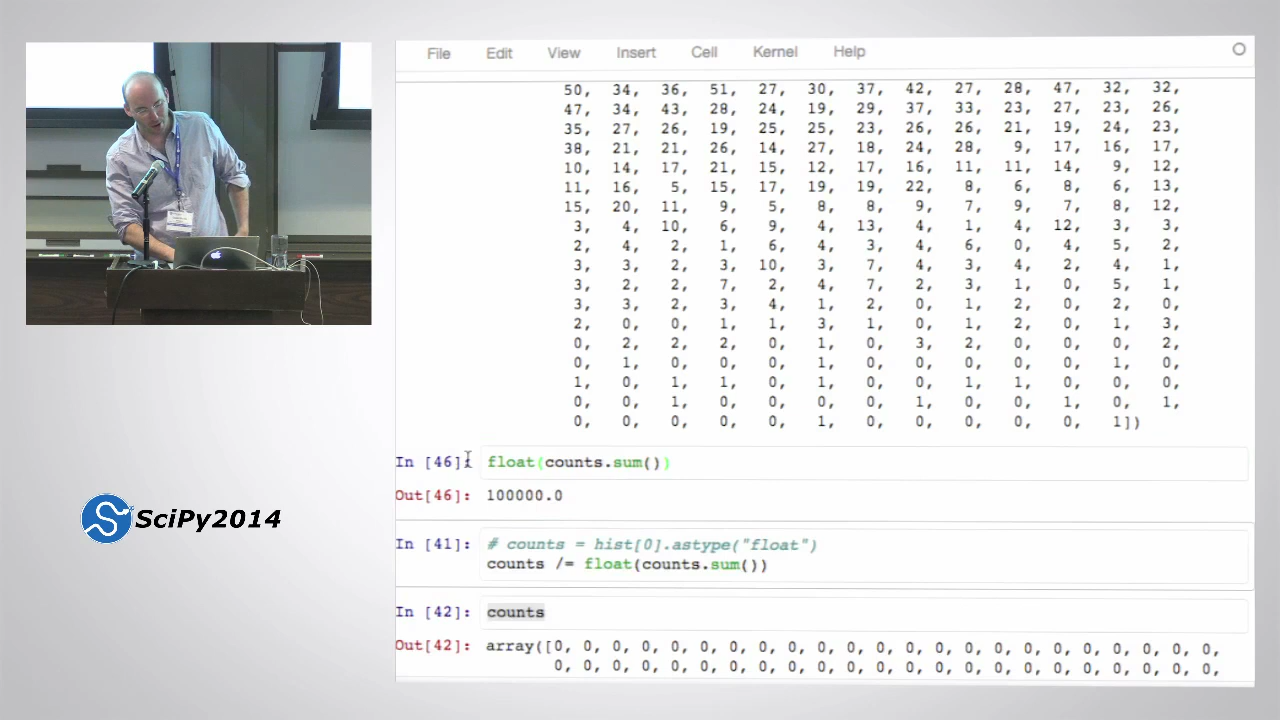 File Edit View Insert Cell Kernel Help
50, 34, 36, 51, 27, 30, 37, 42, 27, 28, 47, 32, 32,
47, 34, 43, 28, 24, 19, 29, 37, 33, 23, 27, 23, 26,
35, 27, 26, 19, 25, 25, 23, 26, 26, 21, 19, 24, 23,
38, 21, 21, 26, 14, 27, 18, 24, 28, 9, 17, 16, 17,
10, 14, 17, 21, 15, 12, 17, 16, 11, 11, 14, 9, 12,
11, 16, 5, 15, 17, 19, 19, 22, 8, 6, 8, 6, 13,
15, 20, 11, 9, 5, 8, 8, 9, 7, 9, 7, 8, 12,
3, 4, 10, 6, 9, 4, 13, 4, 1, 4, 12, 3, 3,
2, 4, 2, 1, 6, 4, 3, 4, 6, 0, 4, 5, 2,
3, 3, 2, 3, 10, 3, 7, 4, 3, 4, 2, 4, 1,
3, 2, 2, 7, 2, 4, 7, 2, 3, 1, 0, 5, 1,
3, 3, 2, 3, 4, 1, 2, 0, 1, 2, 0, 2, 0,
2, 0, 0, 1, 1, 3, 1, 0, 1, 2, 0, 1, 3,
0, 2, 2, 2, 0, 1, 0, 3, 2, 0, 0, 0, 2,
0, 1, 0, 0, 0, 1, 0, 0, 0, 0, 0, 1, 0,
1, 0, 1, 1, 0, 1, 0, 0, 1, 1, 0, 0, 0,
0, 0, 1, 0, 0, 0, 0, 1, 0, 0, 1, 0, 1,
0, 0, 0, 0, 0, 1, 0, 0, 0, 0, 0, 1])
In [46]: float(counts.sum())
Out[46]: 100000.0
In [41]: # counts = hist[0].astype("float")
counts /= float(counts.sum())
In [42]: counts
Out[42]: array([0, 0, 0, 0, 0, 0, 0, 0, 0, 0, 0, 0, 0, 0, 0, 0, 0, 0, 0, 0, 0, 0, 0,
0, 0, 0, 0, 0, 0, 0, 0, 0, 0, 0, 0, 0, 0, 0, 0, 0, 0, 0, 0, 0, 0, 0,
SciPy2014